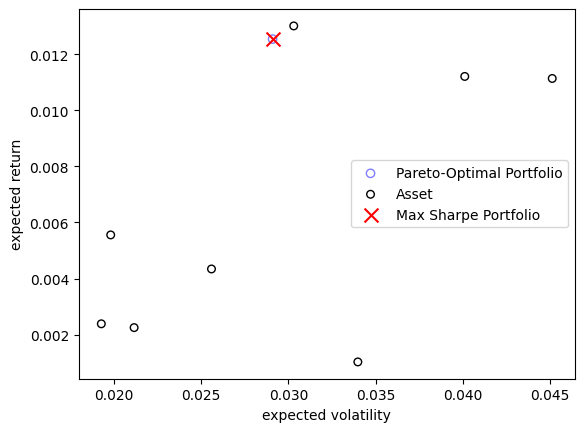 0.012
0.010
0.008
0.006
0.004
0.002
expected return
Pareto-Optimal Portfolio
Asset
Max Sharpe Portfolio
0.020 0.025 0.030 0.035 0.040 0.045
expected volatility